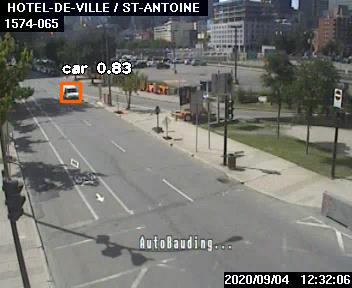 HOTEL-DE-VILLE / ST-ANTOINE
1574-065
car 0.83
AutoBauding...
2020/09/04 12:32:06